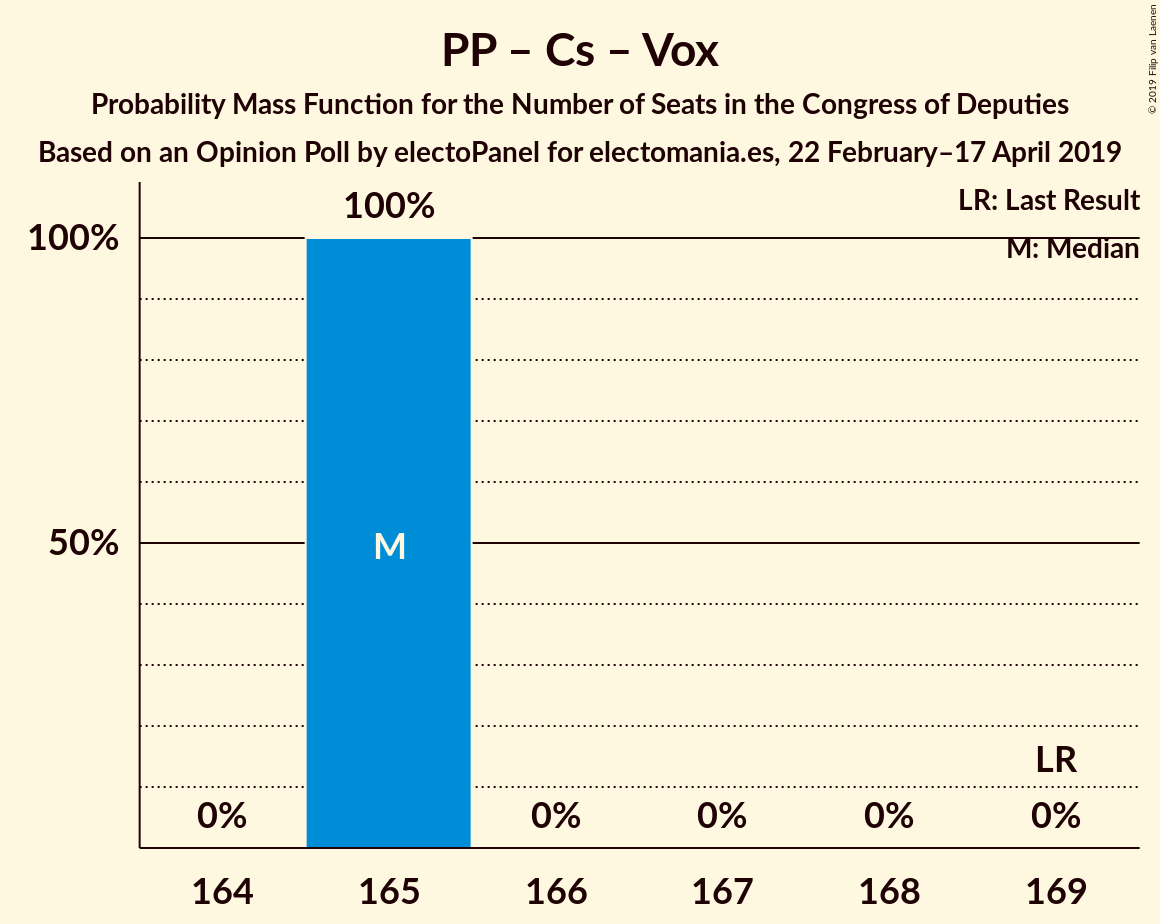 PP – Cs – Vox
Probability Mass Function for the Number of Seats in the Congress of Deputies
Based on an Opinion Poll by electoPanel for electomania.es, 22 February–17 April 2019
© 2019 Filip van Laenen
LR: Last Result
M: Median
100%
100%
50%
M
LR
0%
0%
0%
0%
0%
164
165
166
167
168
169